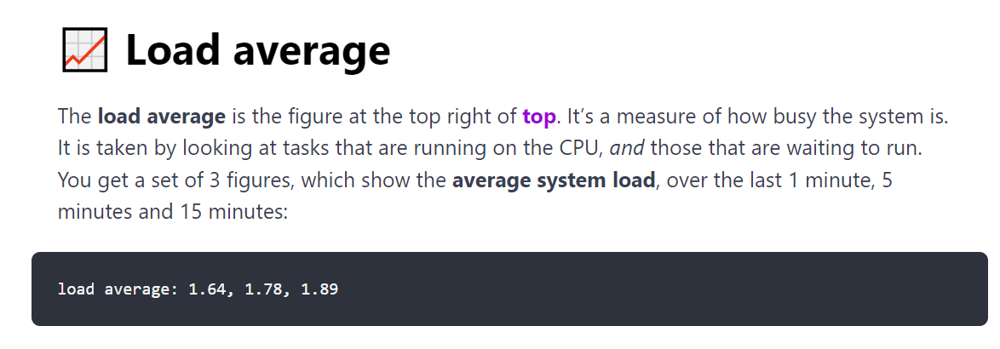 Load average
The load average is the figure at the top right of top. It’s a measure of how busy the system is.
It is taken by looking at tasks that are running on the CPU, and those that are waiting to run.
You get a set of 3 figures, which show the average system load, over the last 1 minute, 5
minutes and 15 minutes:
load average: 1.64, 1.78, 1.89